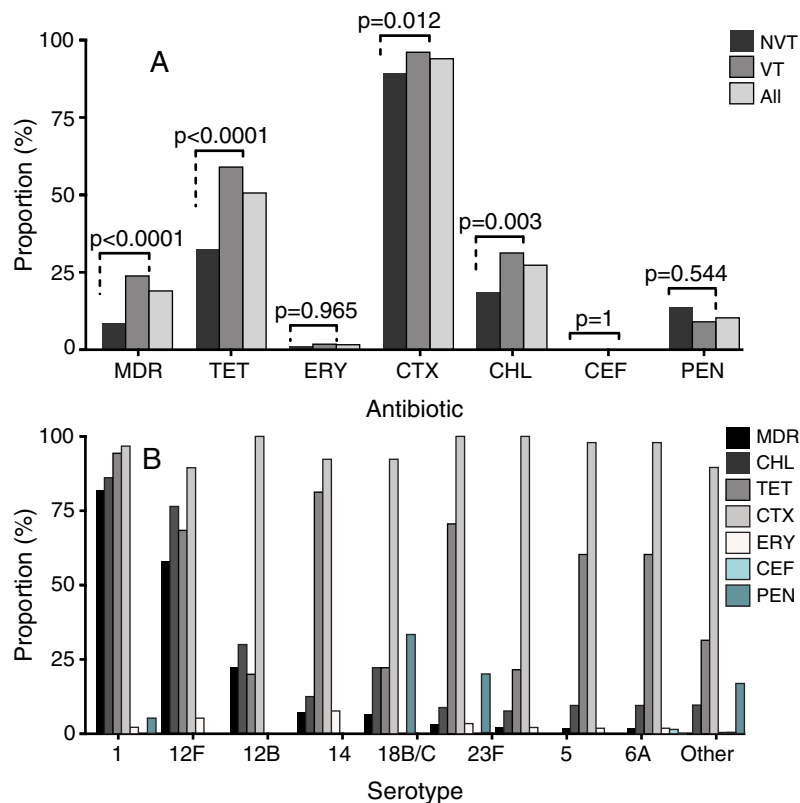 A
Proportion (%)
100
75
50
25
0
p<0.0001
p<0.0001
p=0.965
p=0.012
p=0.003
p=1
p=0.544
NVT
VT
All
MDR TET ERY CTX CHL CEF PEN
Antibiotic
B
Proportion (%)
100
75
50
25
0
MDR
CHL
TET
CTX
ERY
CEF
PEN
1 12F 12B 14 18B/C 23F 5 6A Other
Serotype